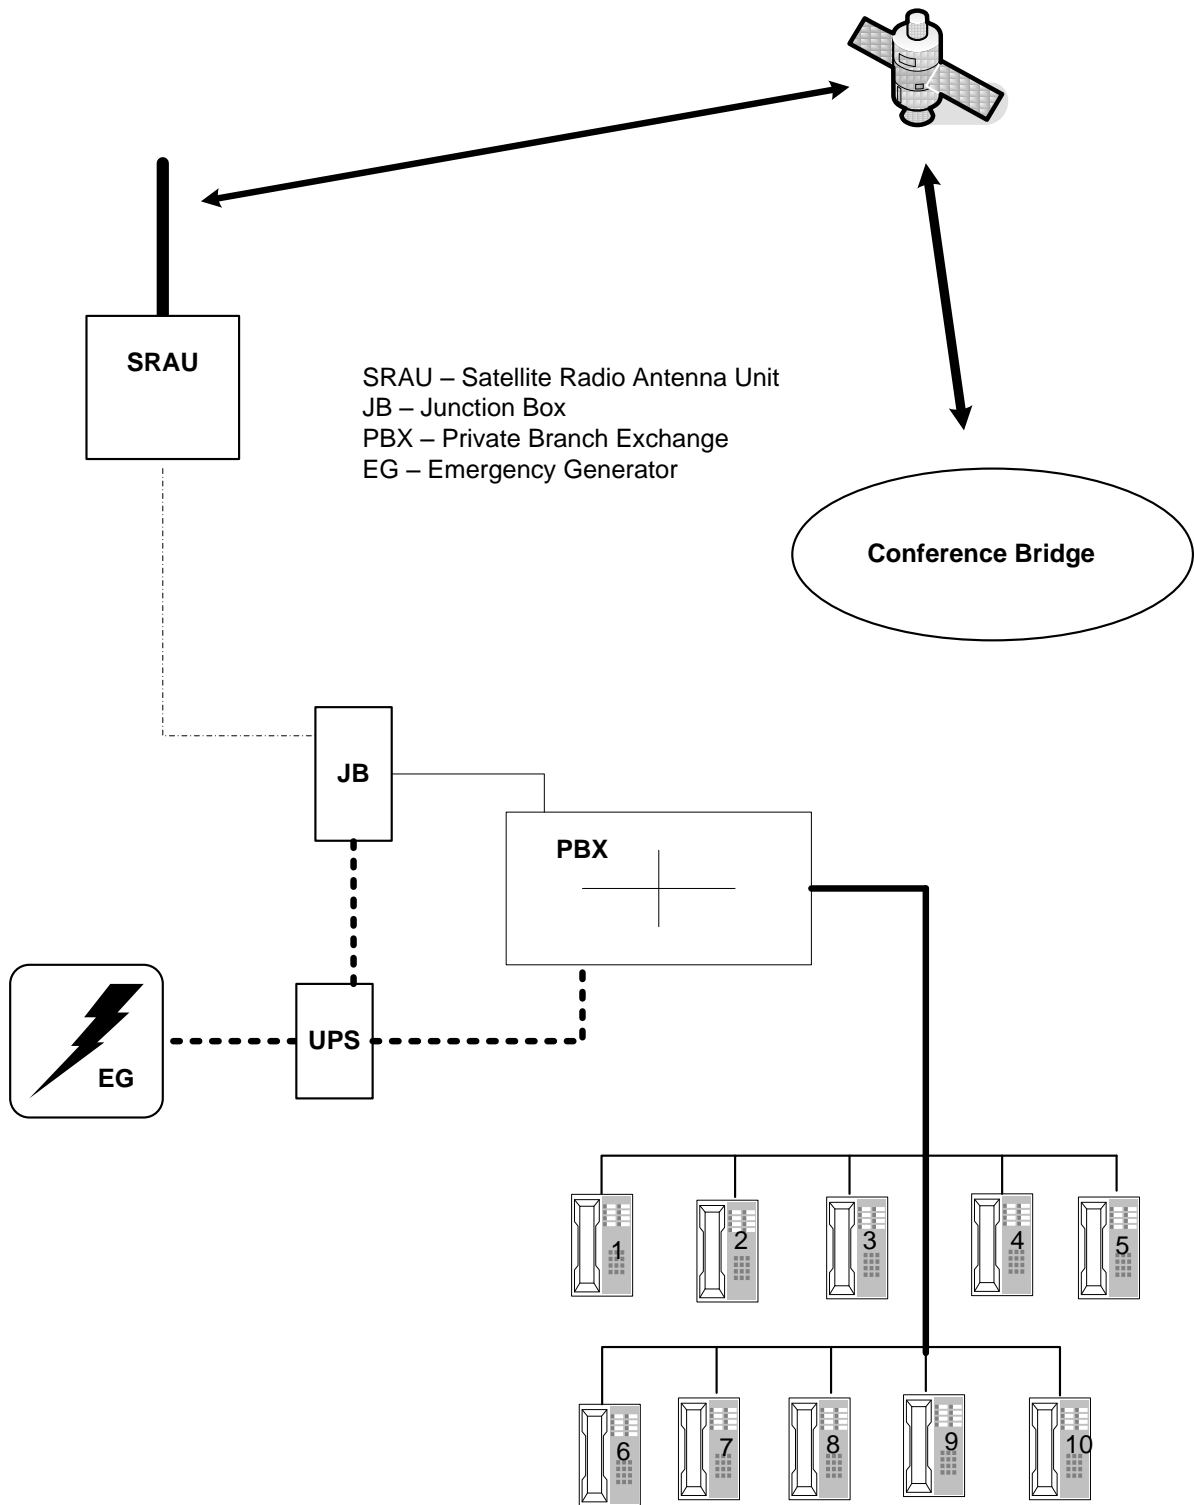 SRAU
SRAU – Satellite Radio Antenna Unit
JB – Junction Box
PBX – Private Branch Exchange
EG – Emergency Generator
Conference Bridge
JB
PBX
UPS
EG
1
2
3
4
5
6
7
8
9
10